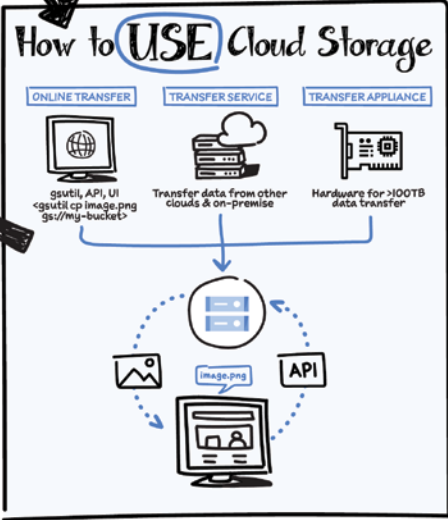 How to USE Cloud Storage
ONLINE TRANSFER
gsutil, API, UI
<gsutil cp image.png
gs://my-bucket>
TRANSFER SERVICE
Transfer data from other
clouds & on-premise
TRANSFER APPLIANCE
Hardware for >100TB
data transfer
image.png
API